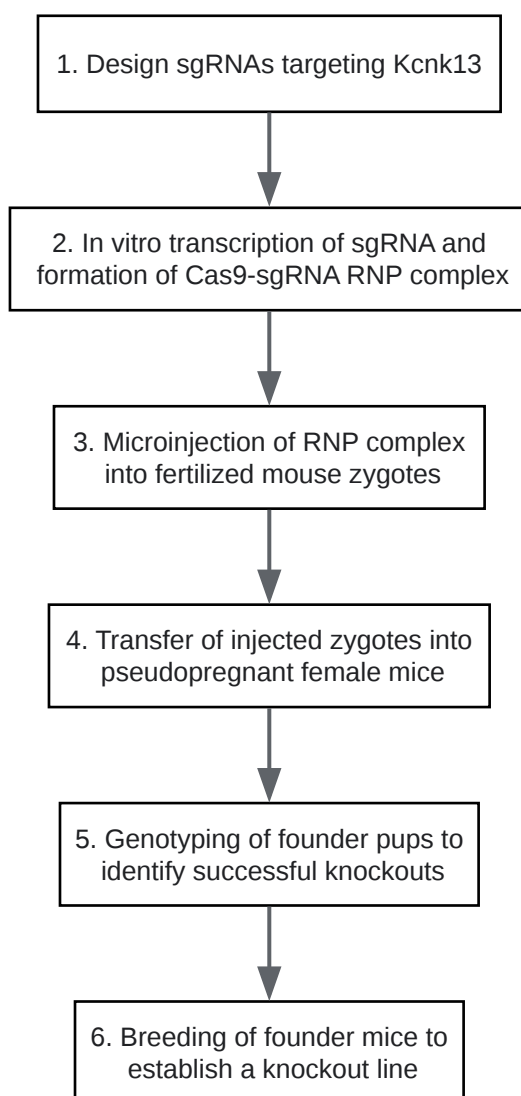 1. Design sgRNAs targeting Kcnk13
2. In vitro transcription of sgRNA and
formation of Cas9-sgRNA RNP complex
3. Microinjection of RNP complex
into fertilized mouse zygotes
4. Transfer of injected zygotes into
pseudopregnant female mice
5. Genotyping of founder pups to
identify successful knockouts
6. Breeding of founder mice to
establish a knockout line